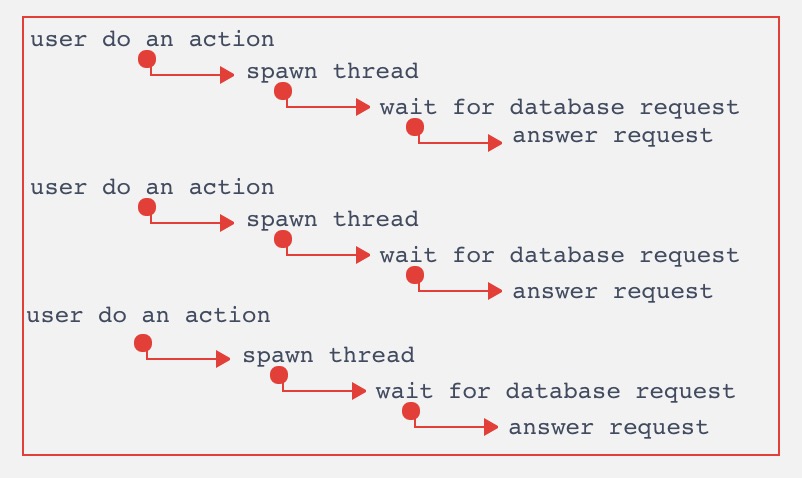 user do an action
spawn thread
wait for database request
answer request
user do an action
spawn thread
wait for database request
answer request
user do an action
spawn thread
wait for database request
answer request